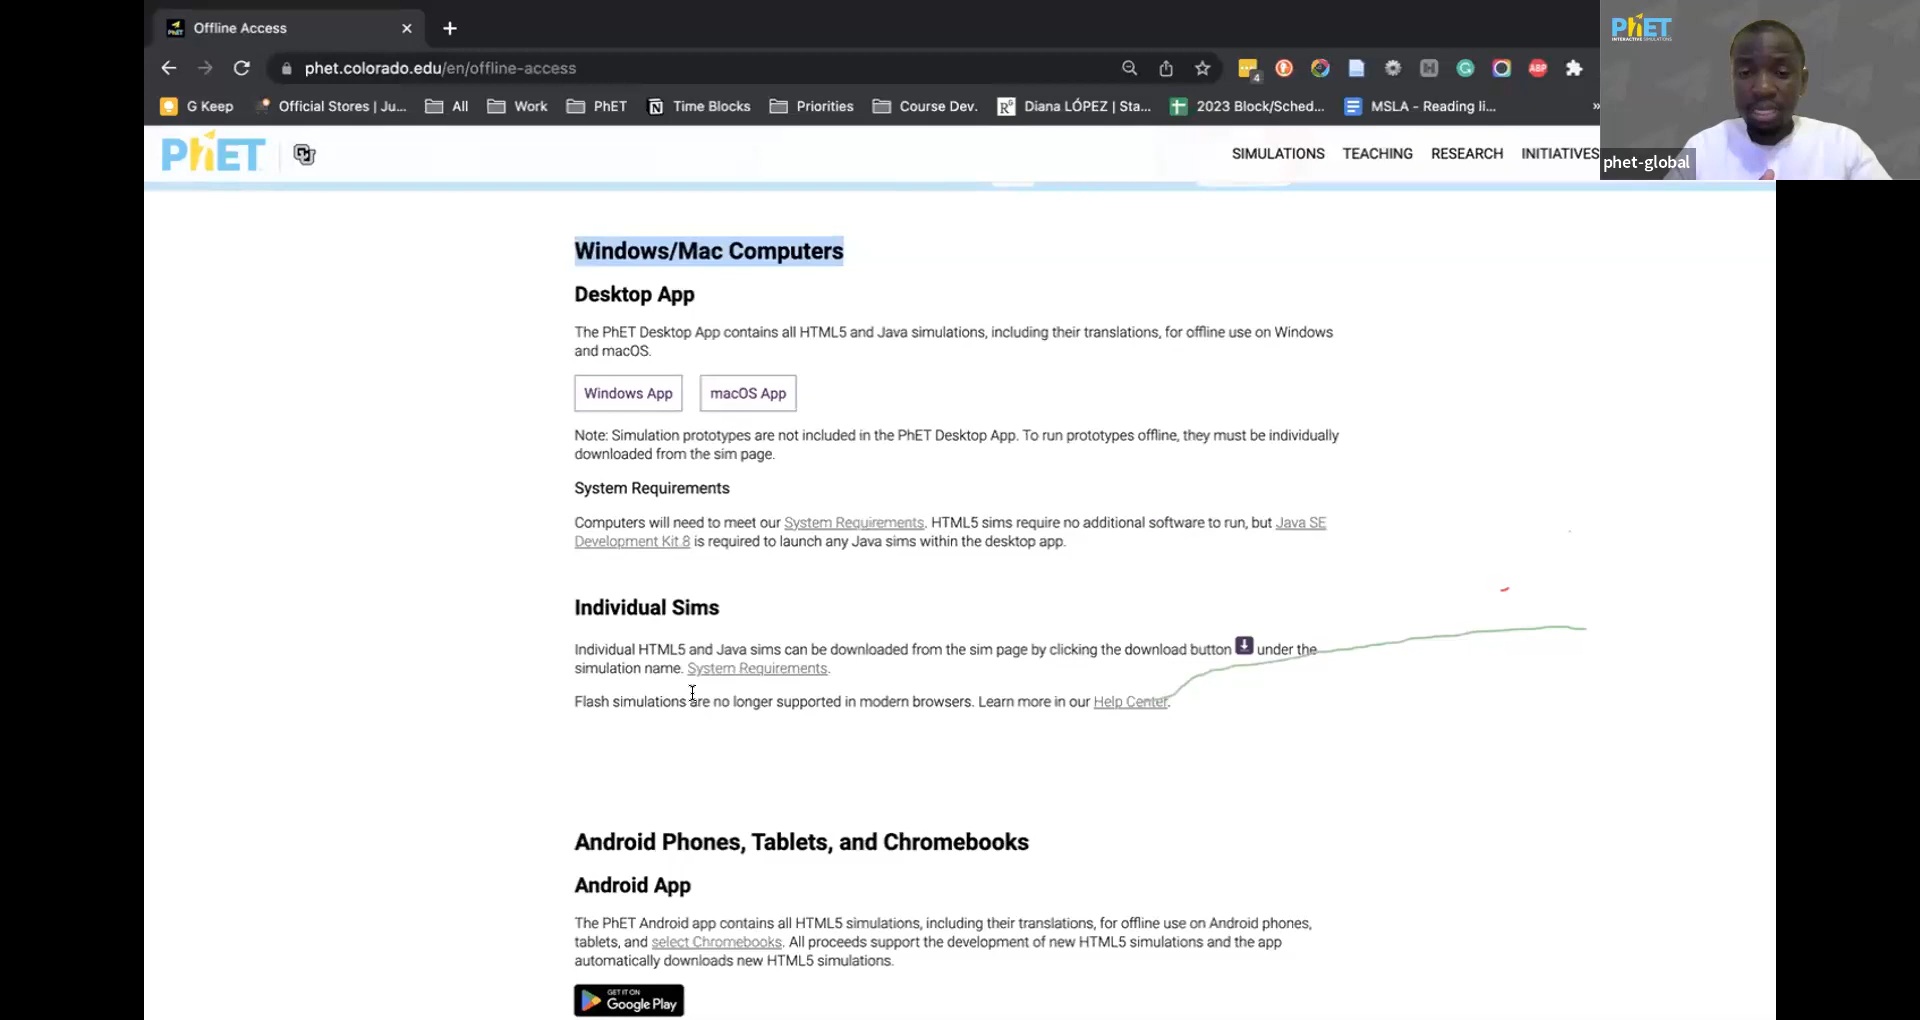 Offline Access
phet.colorado.edu/en/offline-access
4
ABP
G Keep
Official Stores | Ju...
All
Work
PhET
Time Blocks
Priorities
Course Dev.
Diana LÓPEZ | Sta...
2023 Block/Sched...
MSLA - Reading li...
»
PhET
INTERACTIVE SIMULATIONS
phet-global
PhET
SIMULATIONS
TEACHING
RESEARCH
INITIATIVES
Windows/Mac Computers
Desktop App
The PhET Desktop App contains all HTML5 and Java simulations, including their translations, for offline use on Windows
and macOS.
Windows App
macOS App
Note: Simulation prototypes are not included in the PhET Desktop App. To run prototypes offline, they must be individually
downloaded from the sim page.
System Requirements
Computers will need to meet our System Requirements. HTML5 sims require no additional software to run, but Java SE
Development Kit 8 is required to launch any Java sims within the desktop app.
Individual Sims
Individual HTML5 and Java sims can be downloaded from the sim page by clicking the download button under the
simulation name. System Requirements.
Flash simulations are no longer supported in modern browsers. Learn more in our Help Center.
Android Phones, Tablets, and Chromebooks
Android App
The PhET Android app contains all HTML5 simulations, including their translations, for offline use on Android phones,
tablets, and select Chromebooks. All proceeds support the development of new HTML5 simulations and the app
automatically downloads new HTML5 simulations.
GET IT ON
Google Play